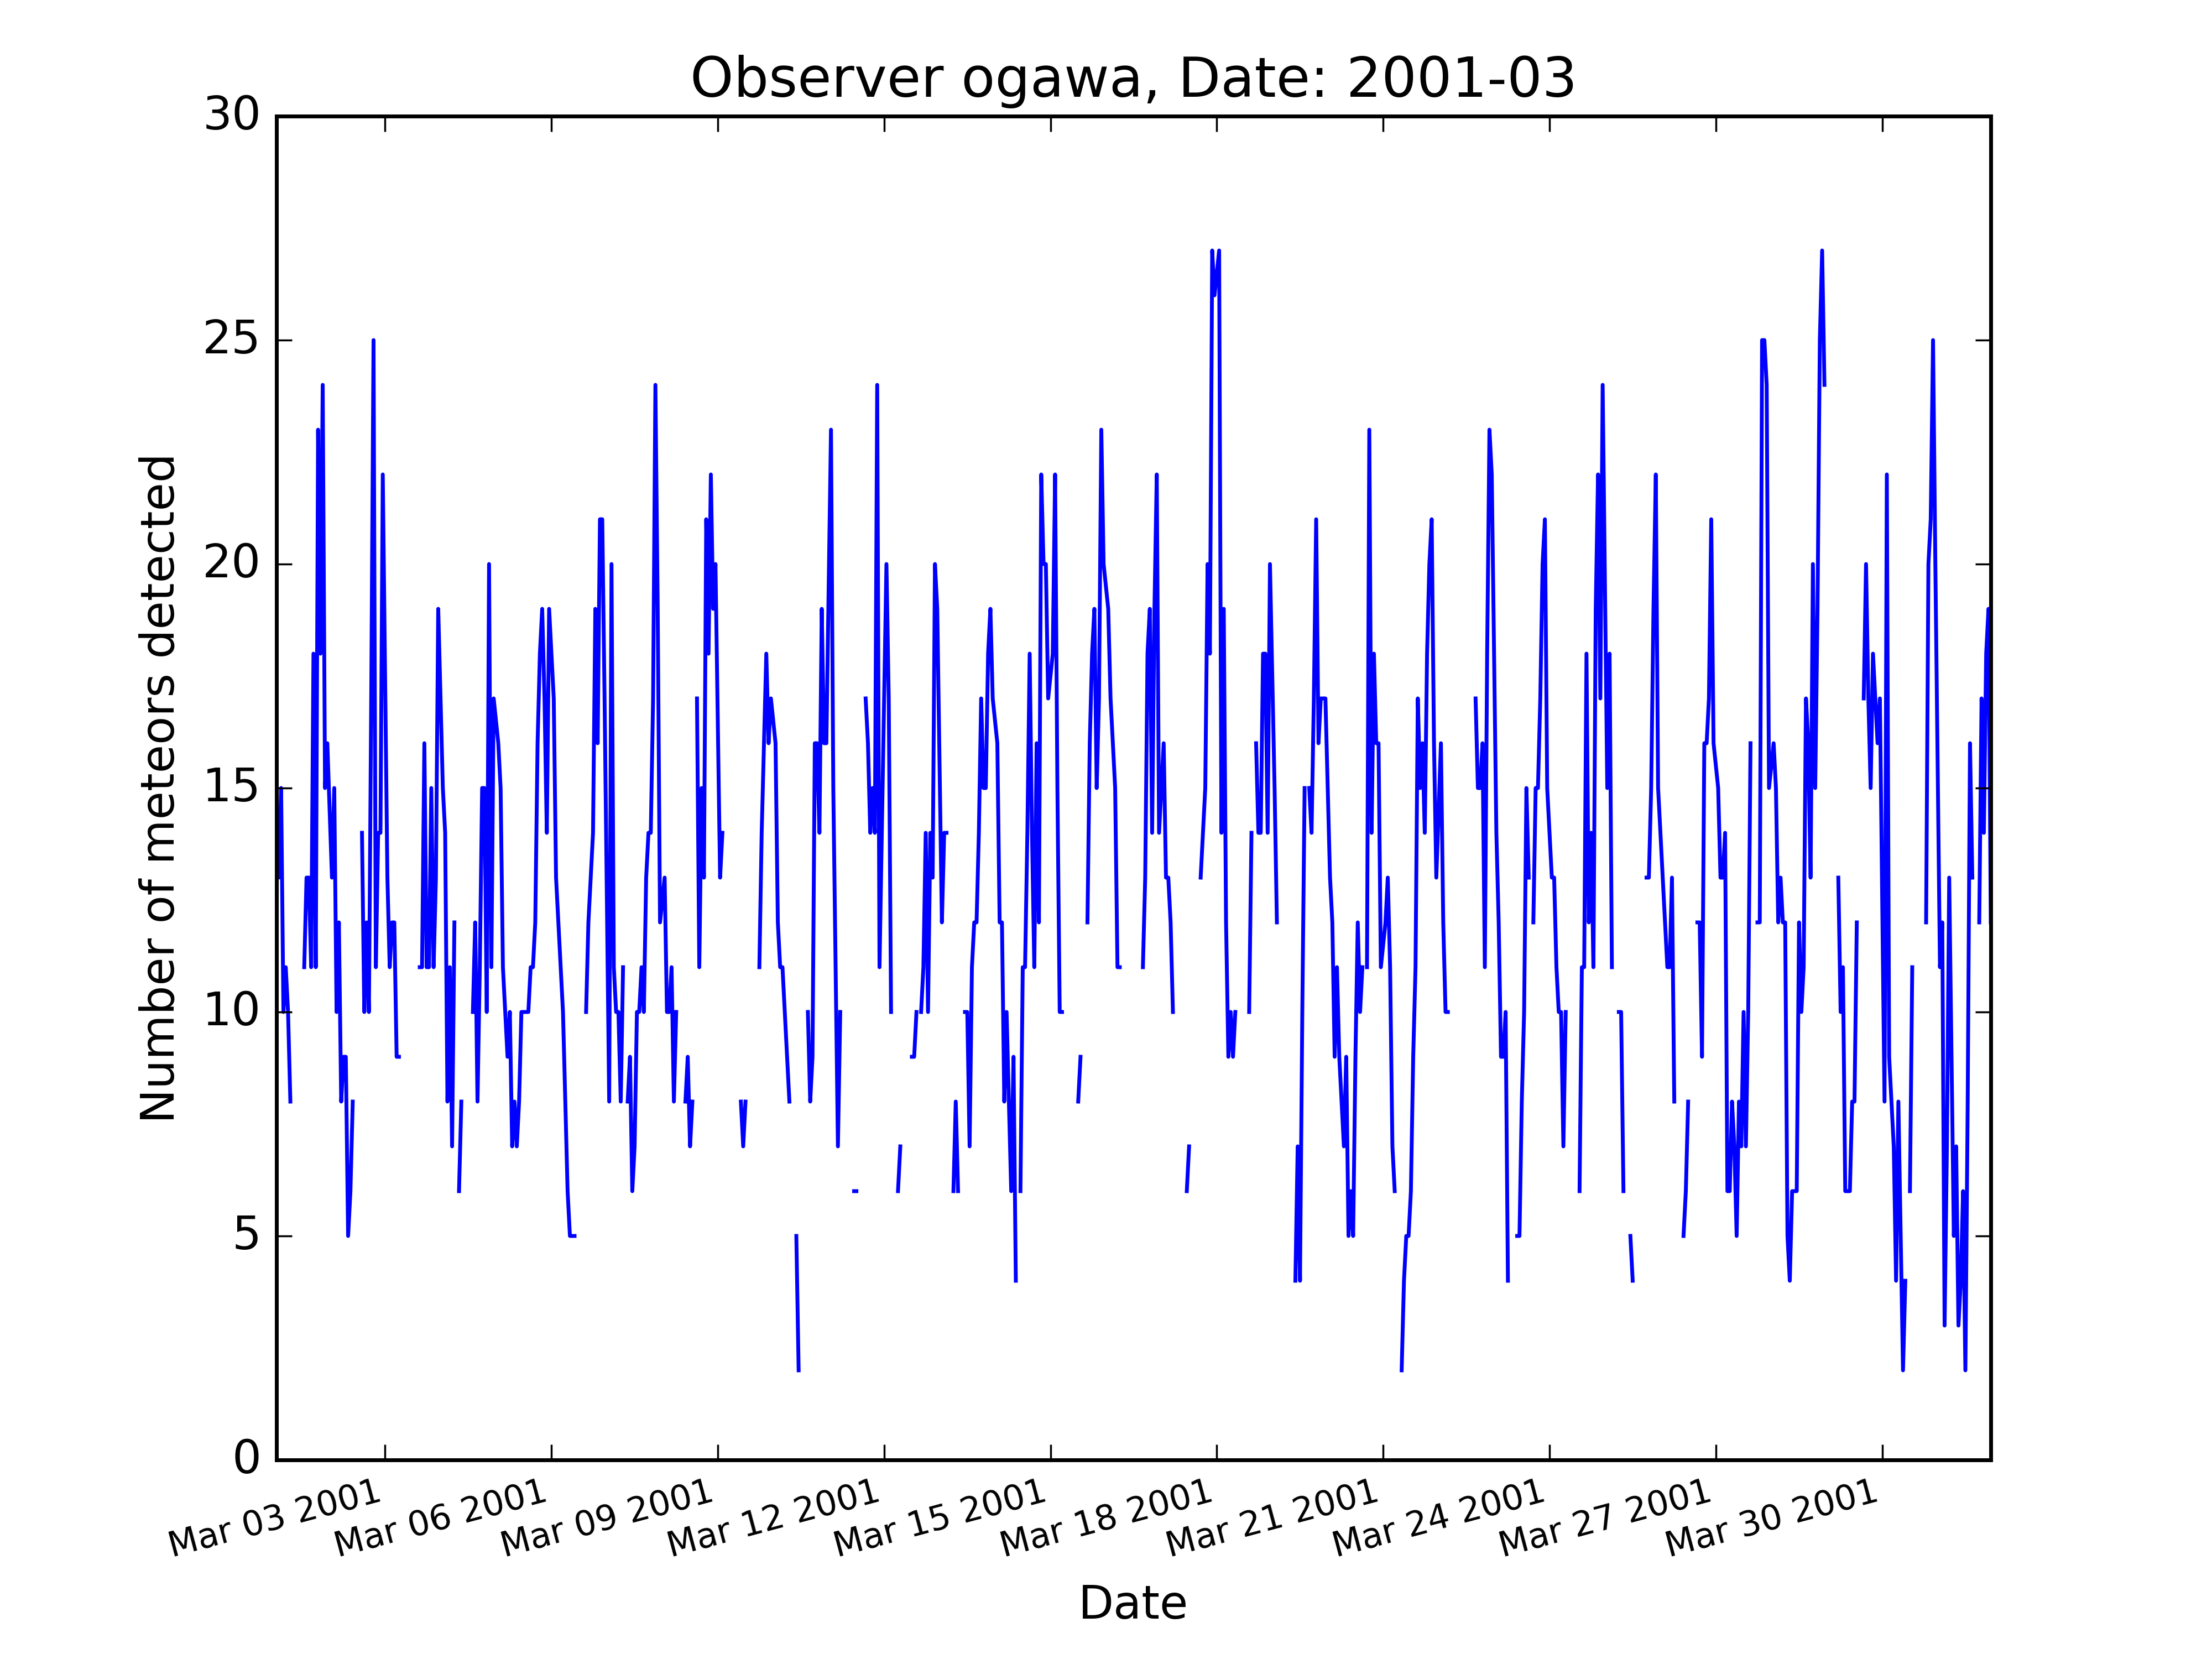 Observer ogawa, Date: 2001-03
30
25
20
15
10
5
0
Number of meteors detected
Mar 03 2001
Mar 06 2001
Mar 09 2001
Mar 12 2001
Mar 15 2001
Mar 18 2001
Mar 21 2001
Mar 24 2001
Mar 27 2001
Mar 30 2001
Date